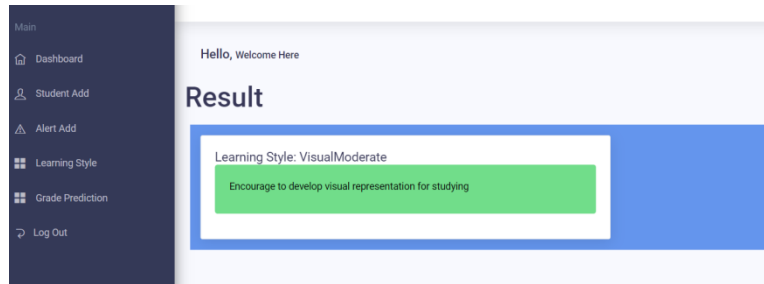 Main
Dashboard
Student Add
Alert Add
Learning Style
Grade Prediction
Log Out
Hello, Welcome Here
Result
Learning Style: VisualModerate
Encourage to develop visual representation for studying